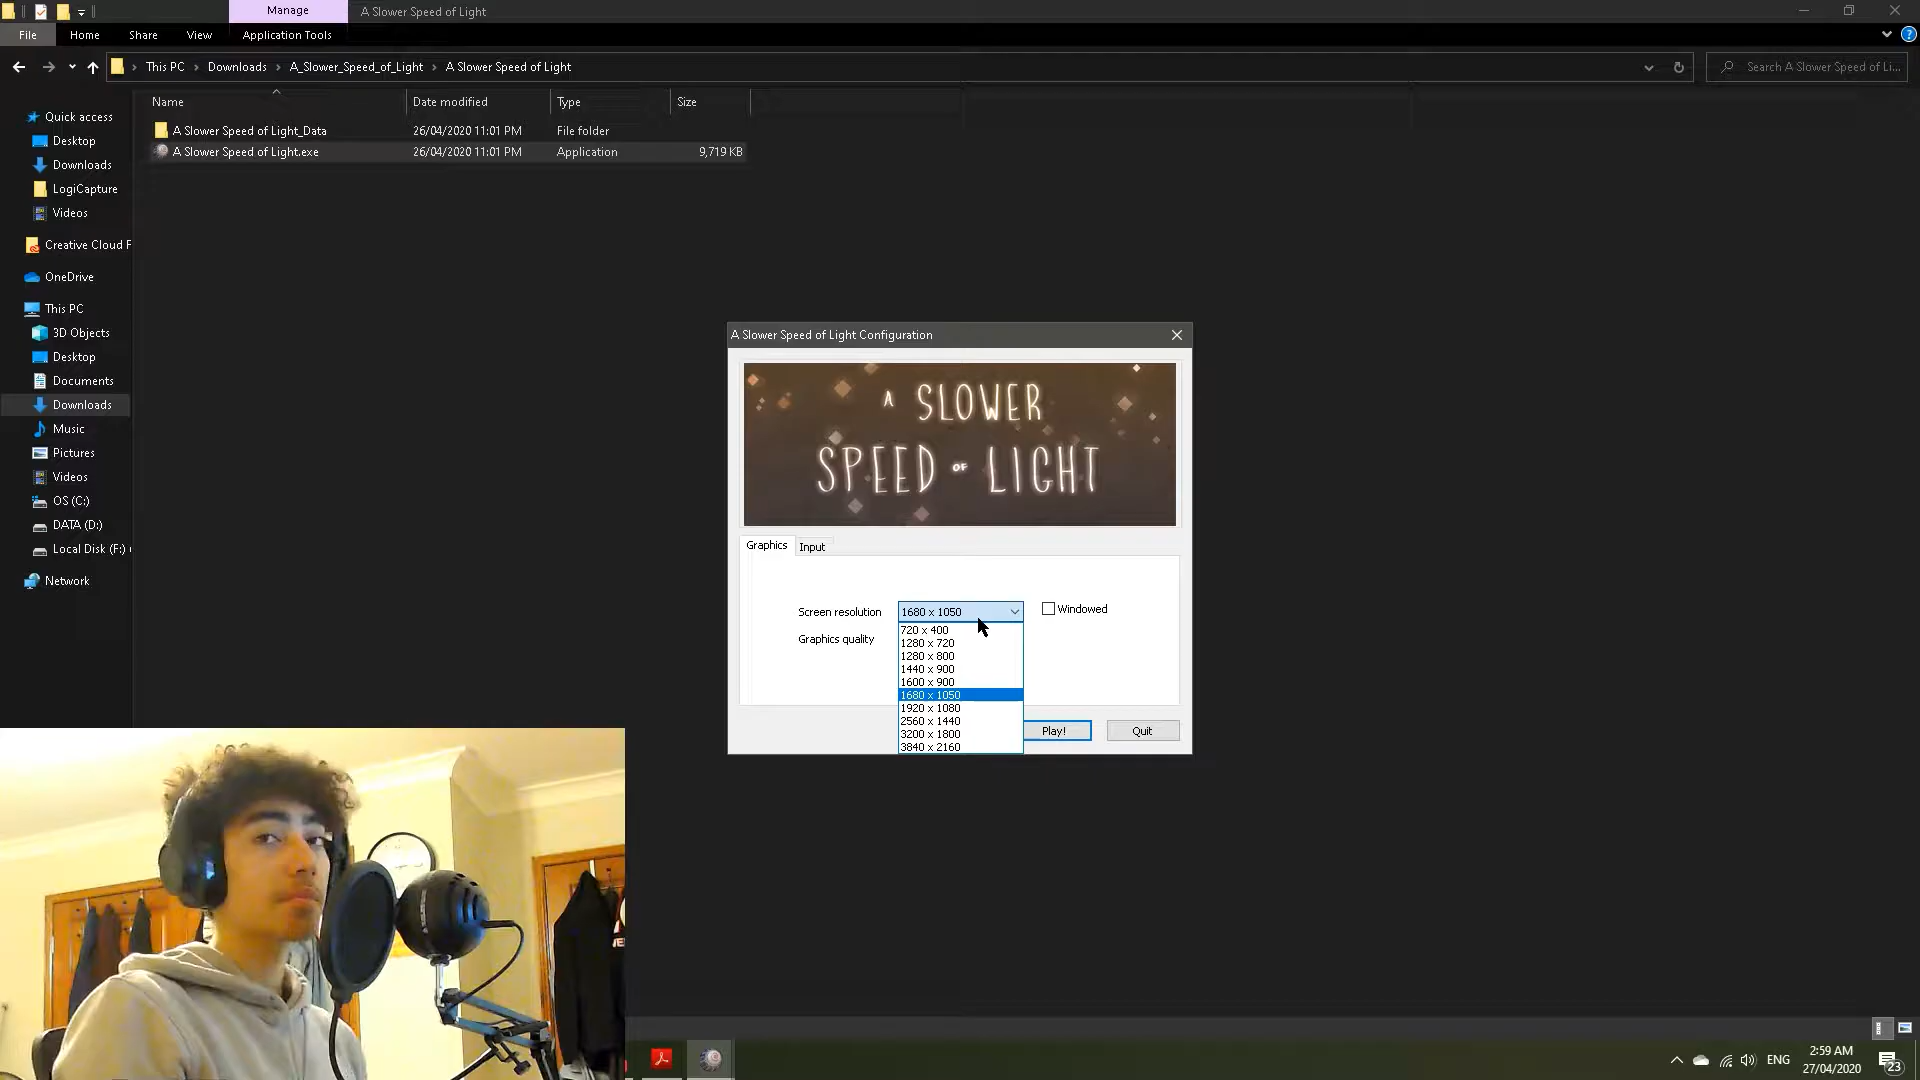 Manage
A Slower Speed of Light
File
Home
Share
View
Application Tools
This PC
Downloads
A_Slower_Speed_of_Light
A Slower Speed of Light
Search A Slower Speed of Li...
Name
Date modified
Type
Size
A Slower Speed of Light_Data
26/04/2020 11:01 PM
File folder
A Slower Speed of Light.exe
26/04/2020 11:01 PM
Application
9,719 KB
Quick access
Desktop
Downloads
LogiCapture
Videos
Creative Cloud F
OneDrive
This PC
3D Objects
Desktop
Documents
Downloads
Music
Pictures
Videos
OS (C:)
DATA (D:)
Local Disk (F:)
Network
A Slower Speed of Light Configuration
A SLOWER
SPEED OF LIGHT
Graphics
Input
Screen resolution
1680 x 1050
Windowed
720 x 400
1280 x 720
1280 x 800
1440 x 900
1600 x 900
1680 x 1050
1920 x 1080
2560 x 1440
3200 x 1800
3840 x 2160
Graphics quality
Play!
Quit
ENG
2:59 AM
27/04/2020
23